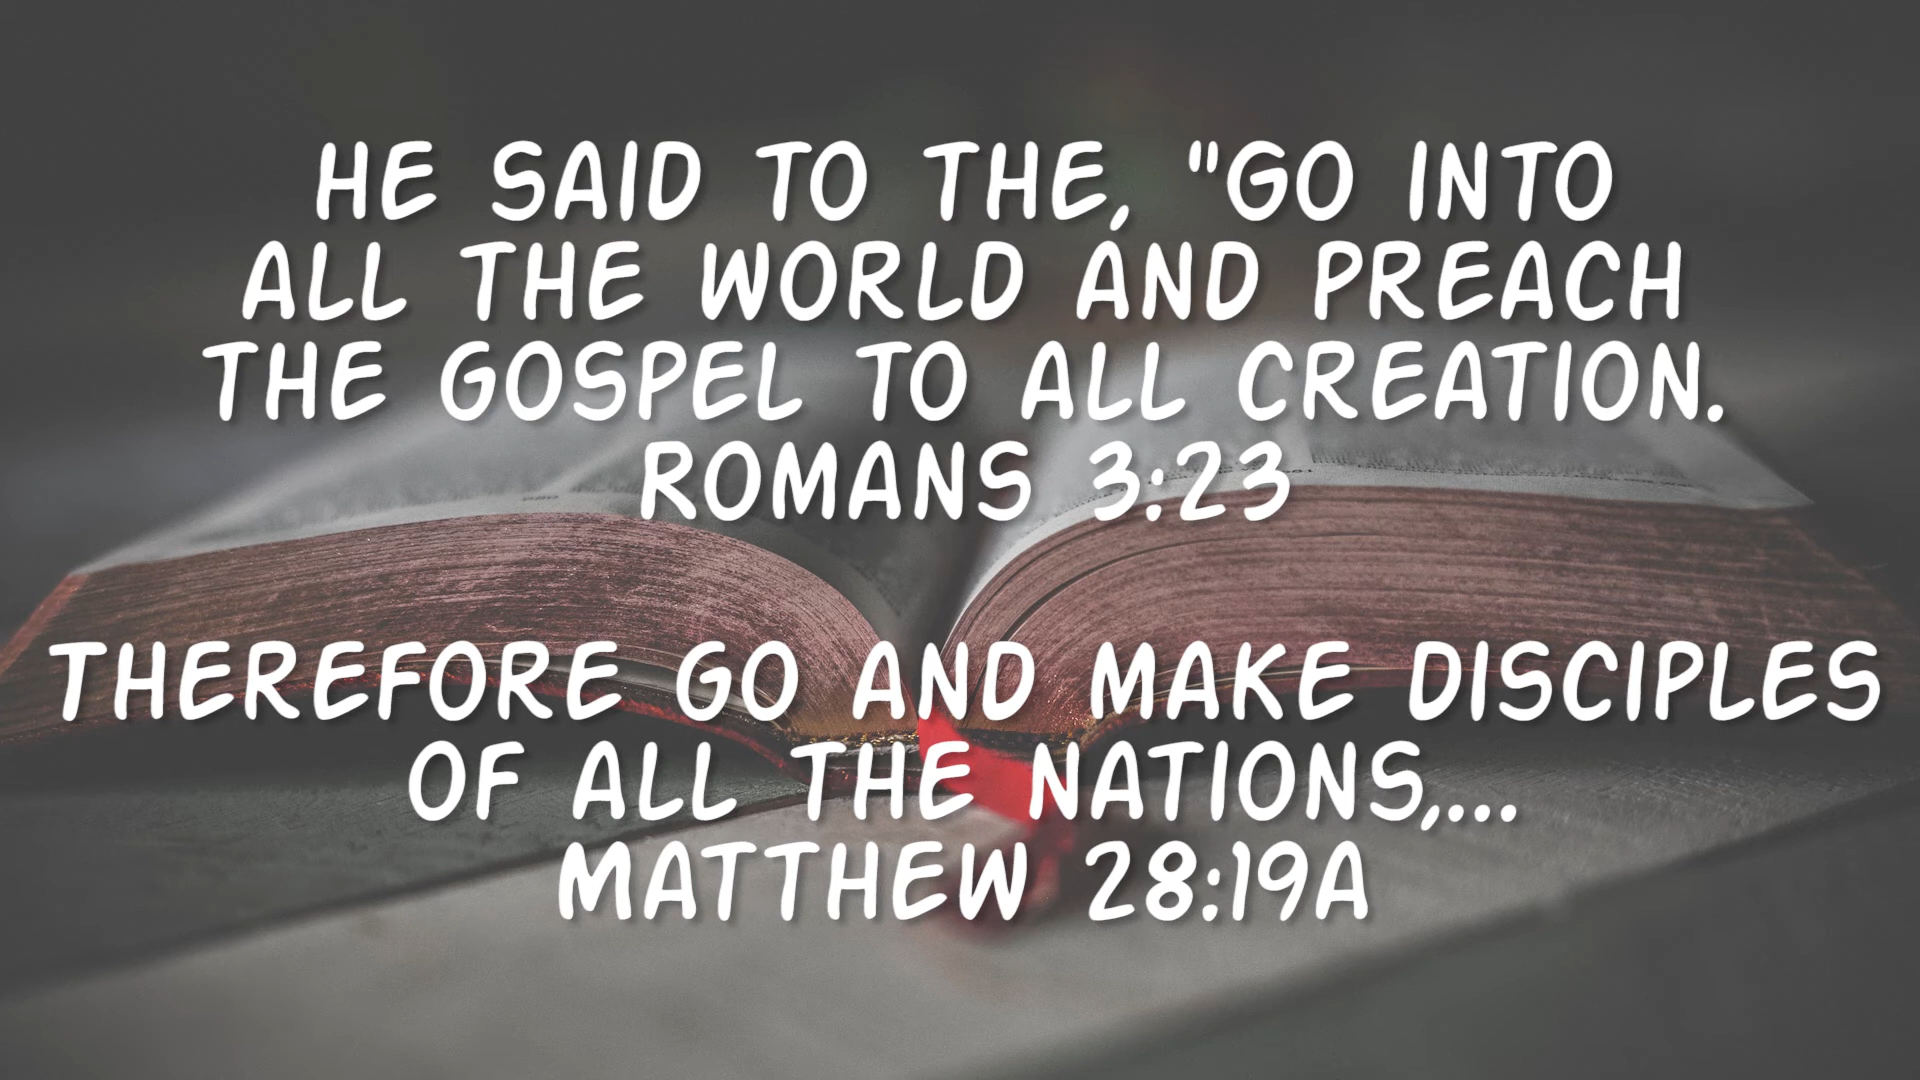 HE SAID TO THE, "GO INTO
ALL THE WORLD AND PREACH
THE GOSPEL TO ALL CREATION.
ROMANS 3:23
THEREFORE GO AND MAKE DISCIPLES
OF ALL THE NATIONS,...
MATTHEW 28:19A